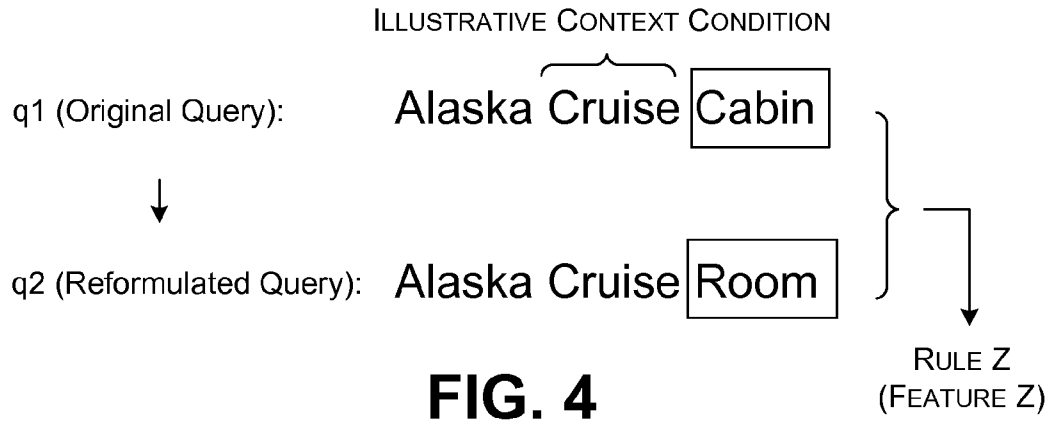 ILLUSTRATIVE CONTEXT CONDITION
q1 (Original Query): Alaska Cruise Cabin
q2 (Reformulated Query): Alaska Cruise Room
RULE Z
(FEATURE Z)
FIG. 4